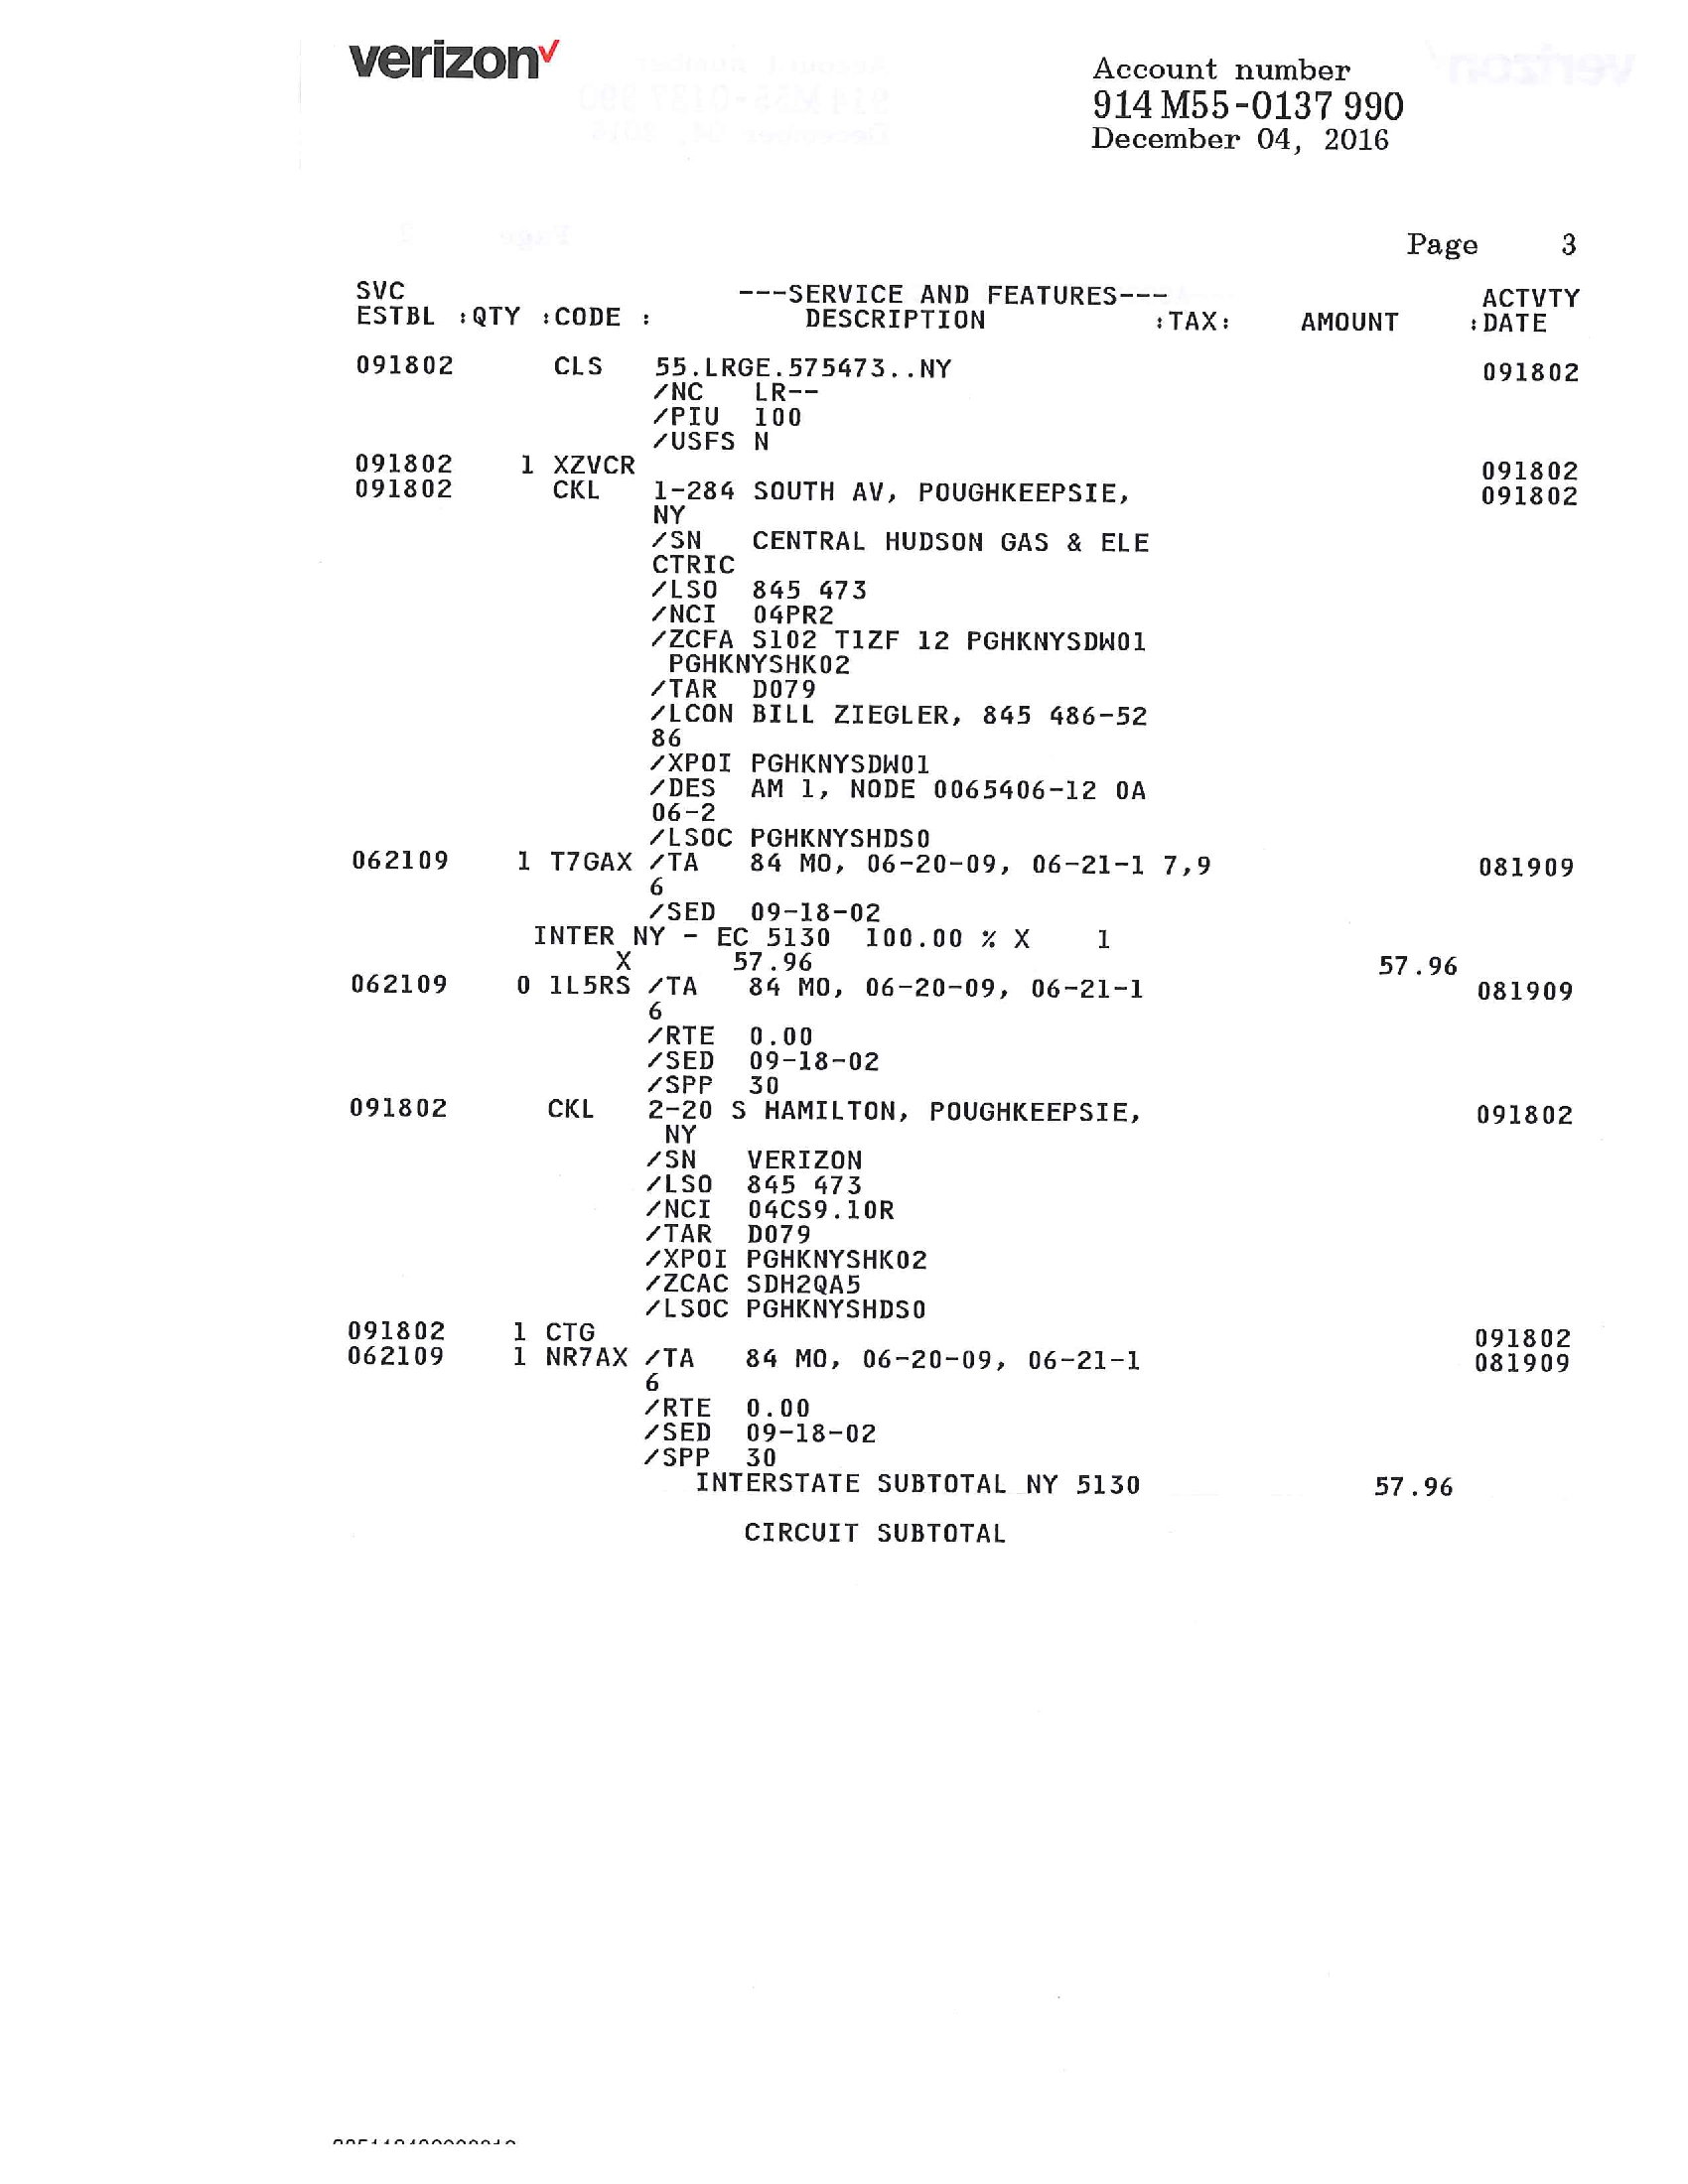 verizon
Account number
914 M55-0137 990
December 04, 2016
Page 3
SVC ---SERVICE AND FEATURES--- ACTVTY
ESTBL :QTY :CODE : DESCRIPTION :TAX: AMOUNT :DATE
091802 CLS 55.LRGE.575473..NY 091802
/NC LR--
/PIU 100
/USFS N
091802 1 XZVCR 091802
091802 CKL 1-284 SOUTH AV, POUGHKEEPSIE, 091802
NY
/SN CENTRAL HUDSON GAS & ELE
CTRIC
/LSO 845 473
/NCI 04PR2
/ZCFA S102 T1ZF 12 PGHKNYSDW01
PGHKNYSHK02
/TAR D079
/LCON BILL ZIEGLER, 845 486-52
86
/XPOI PGHKNYSDW01
/DES AM 1, NODE 0065406-12 0A
06-2
/LSOC PGHKNYSHDS0
062109 1 T7GAX /TA 84 MO, 06-20-09, 06-21-1 7,9 081909
6
/SED 09-18-02
INTER NY - EC 5130 100.00 % X 1
X 57.96 57.96
062109 0 1L5RS /TA 84 MO, 06-20-09, 06-21-1 081909
6
/RTE 0.00
/SED 09-18-02
/SPP 30
091802 CKL 2-20 S HAMILTON, POUGHKEEPSIE, 091802
NY
/SN VERIZON
/LSO 845 473
/NCI 04CS9.10R
/TAR D079
/XPOI PGHKNYSHK02
/ZCAC SDH2QA5
/LSOC PGHKNYSHDS0
091802 1 CTG 091802
062109 1 NR7AX /TA 84 MO, 06-20-09, 06-21-1 081909
6
/RTE 0.00
/SED 09-18-02
/SPP 30
INTERSTATE SUBTOTAL NY 5130 57.96
CIRCUIT SUBTOTAL